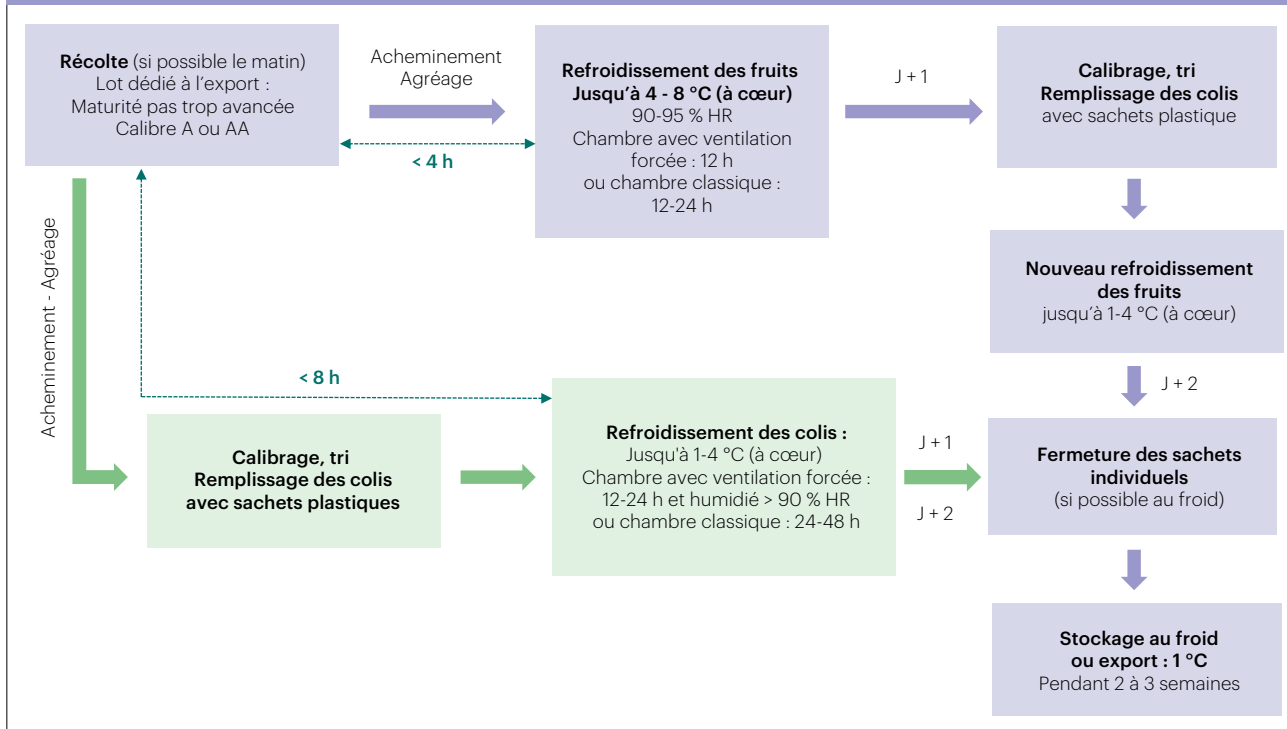 Récolte (si possible le matin)
Lot dédié à l'export :
Maturité pas trop avancée
Calibre A ou AA
Acheminement
Agréage
< 4 h
Refroidissement des fruits
Jusqu'à 4 - 8 °C (à cœur)
90-95 % HR
Chambre avec ventilation
forcée : 12 h
ou chambre classique :
12-24 h
J + 1
Calibrage, tri
Remplissage des colis
avec sachets plastique
Nouveau refroidissement
des fruits
jusqu'à 1-4 °C (à cœur)
J + 2
Acheminement - Agréage
< 8 h
Calibrage, tri
Remplissage des colis
avec sachets plastiques
Refroidissement des colis :
Jusqu'à 1-4 °C (à cœur)
Chambre avec ventilation forcée :
12-24 h et humidié > 90 % HR
ou chambre classique : 24-48 h
J + 1
J + 2
Fermeture des sachets
individuels
(si possible au froid)
Stockage au froid
ou export : 1 °C
Pendant 2 à 3 semaines